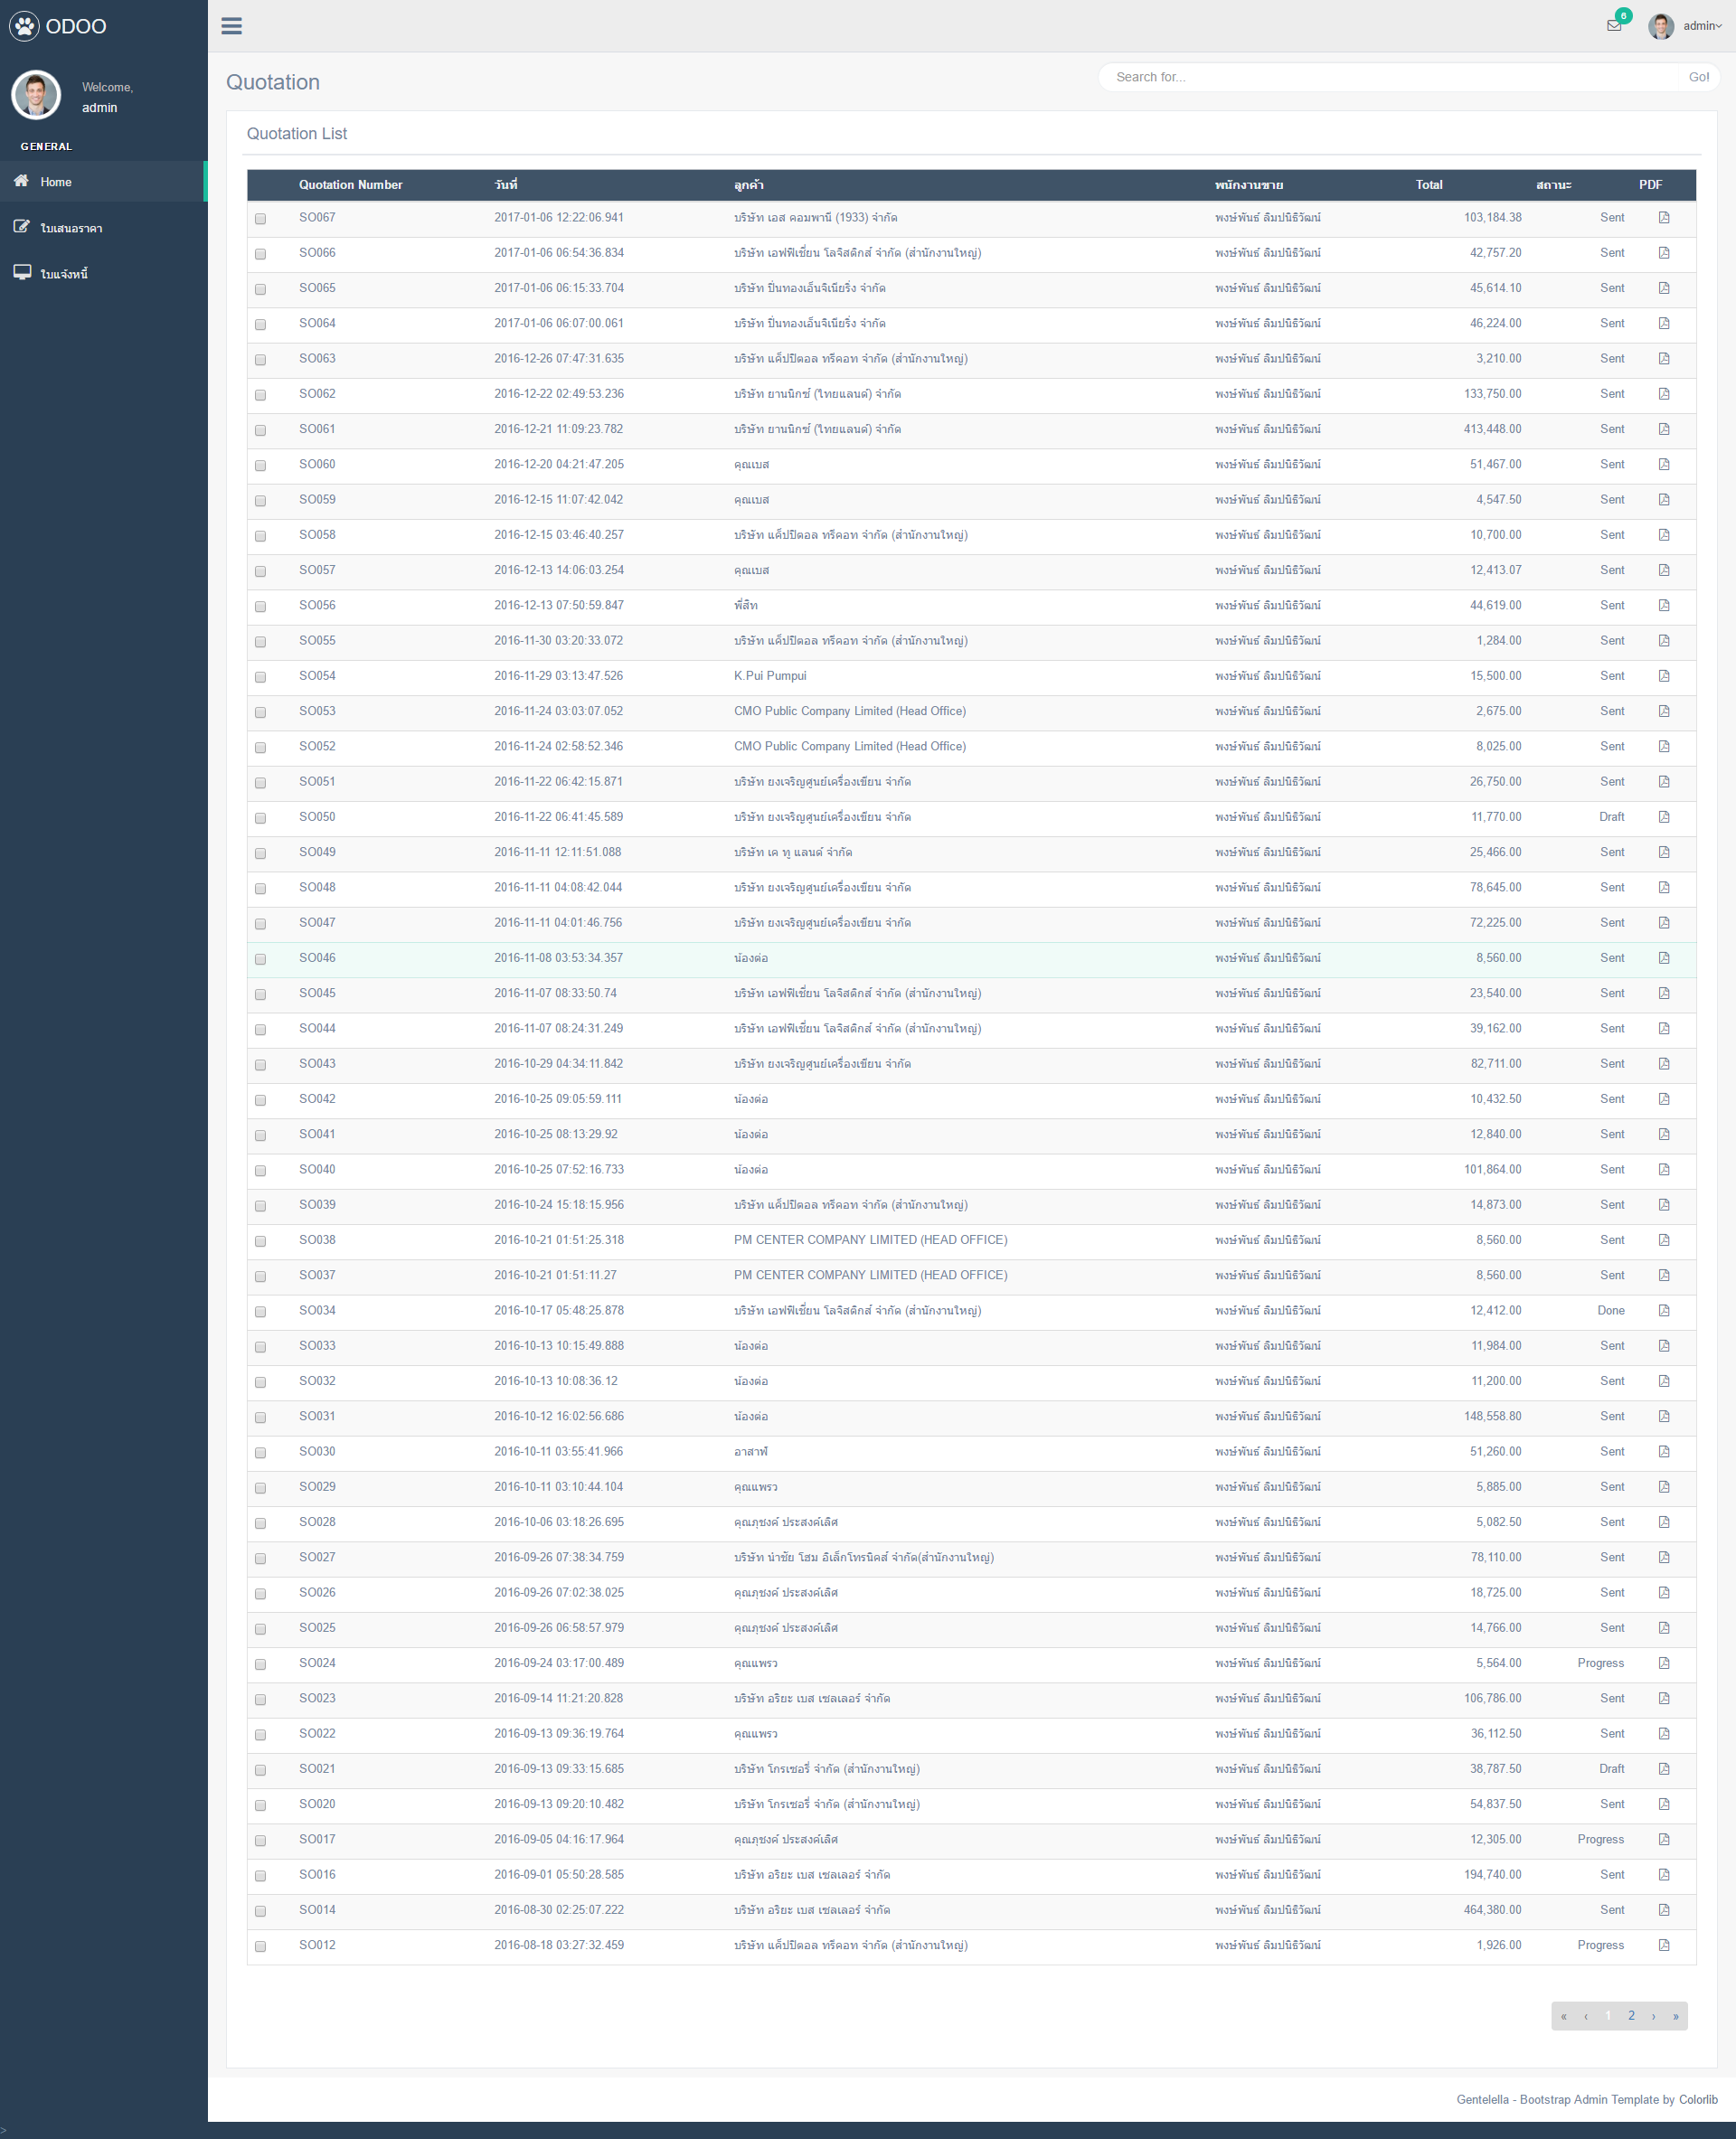 ODOO
6
admin
Welcome,
admin
GENERAL
Home
ใบเสนอราคา
ใบแจ้งหนี้
Quotation
Search for...
Go!
Quotation List
Quotation Number วันที่ ลูกค้า พนักงานขาย Total สถานะ PDF
SO067 2017-01-06 12:22:06.941 บริษัท เอส คอมพานี (1933) จำกัด พงษ์พันธ์ ลิมปนิธิวัฒน์ 103,184.38 Sent
SO066 2017-01-06 06:54:36.834 บริษัท เอฟฟิเชี่ยน โลจิสติกส์ จำกัด (สำนักงานใหญ่) พงษ์พันธ์ ลิมปนิธิวัฒน์ 42,757.20 Sent
SO065 2017-01-06 06:15:33.704 บริษัท ปิ่นทองเอ็นจิเนียริ่ง จำกัด พงษ์พันธ์ ลิมปนิธิวัฒน์ 45,614.10 Sent
SO064 2017-01-06 06:07:00.061 บริษัท ปิ่นทองเอ็นจิเนียริ่ง จำกัด พงษ์พันธ์ ลิมปนิธิวัฒน์ 46,224.00 Sent
SO063 2016-12-26 07:47:31.635 บริษัท แค็ปปิตอล ทรีคอท จำกัด (สำนักงานใหญ่) พงษ์พันธ์ ลิมปนิธิวัฒน์ 3,210.00 Sent
SO062 2016-12-22 02:49:53.236 บริษัท ยานนิกซ์ (ไทยแลนด์) จำกัด พงษ์พันธ์ ลิมปนิธิวัฒน์ 133,750.00 Sent
SO061 2016-12-21 11:09:23.782 บริษัท ยานนิกซ์ (ไทยแลนด์) จำกัด พงษ์พันธ์ ลิมปนิธิวัฒน์ 413,448.00 Sent
SO060 2016-12-20 04:21:47.205 คุณเบส พงษ์พันธ์ ลิมปนิธิวัฒน์ 51,467.00 Sent
SO059 2016-12-15 11:07:42.042 คุณเบส พงษ์พันธ์ ลิมปนิธิวัฒน์ 4,547.50 Sent
SO058 2016-12-15 03:46:40.257 บริษัท แค็ปปิตอล ทรีคอท จำกัด (สำนักงานใหญ่) พงษ์พันธ์ ลิมปนิธิวัฒน์ 10,700.00 Sent
SO057 2016-12-13 14:06:03.254 คุณเบส พงษ์พันธ์ ลิมปนิธิวัฒน์ 12,413.07 Sent
SO056 2016-12-13 07:50:59.847 พี่สิท พงษ์พันธ์ ลิมปนิธิวัฒน์ 44,619.00 Sent
SO055 2016-11-30 03:20:33.072 บริษัท แค็ปปิตอล ทรีคอท จำกัด (สำนักงานใหญ่) พงษ์พันธ์ ลิมปนิธิวัฒน์ 1,284.00 Sent
SO054 2016-11-29 03:13:47.526 K.Pui Pumpui พงษ์พันธ์ ลิมปนิธิวัฒน์ 15,500.00 Sent
SO053 2016-11-24 03:03:07.052 CMO Public Company Limited (Head Office) พงษ์พันธ์ ลิมปนิธิวัฒน์ 2,675.00 Sent
SO052 2016-11-24 02:58:52.346 CMO Public Company Limited (Head Office) พงษ์พันธ์ ลิมปนิธิวัฒน์ 8,025.00 Sent
SO051 2016-11-22 06:42:15.871 บริษัท ยงเจริญศูนย์เครื่องเขียน จำกัด พงษ์พันธ์ ลิมปนิธิวัฒน์ 26,750.00 Sent
SO050 2016-11-22 06:41:45.589 บริษัท ยงเจริญศูนย์เครื่องเขียน จำกัด พงษ์พันธ์ ลิมปนิธิวัฒน์ 11,770.00 Draft
SO049 2016-11-11 12:11:51.088 บริษัท เค ทู แลนด์ จำกัด พงษ์พันธ์ ลิมปนิธิวัฒน์ 25,466.00 Sent
SO048 2016-11-11 04:08:42.044 บริษัท ยงเจริญศูนย์เครื่องเขียน จำกัด พงษ์พันธ์ ลิมปนิธิวัฒน์ 78,645.00 Sent
SO047 2016-11-11 04:01:46.756 บริษัท ยงเจริญศูนย์เครื่องเขียน จำกัด พงษ์พันธ์ ลิมปนิธิวัฒน์ 72,225.00 Sent
SO046 2016-11-08 03:53:34.357 น้องต่อ พงษ์พันธ์ ลิมปนิธิวัฒน์ 8,560.00 Sent
SO045 2016-11-07 08:33:50.74 บริษัท เอฟฟิเชี่ยน โลจิสติกส์ จำกัด (สำนักงานใหญ่) พงษ์พันธ์ ลิมปนิธิวัฒน์ 23,540.00 Sent
SO044 2016-11-07 08:24:31.249 บริษัท เอฟฟิเชี่ยน โลจิสติกส์ จำกัด (สำนักงานใหญ่) พงษ์พันธ์ ลิมปนิธิวัฒน์ 39,162.00 Sent
SO043 2016-10-29 04:34:11.842 บริษัท ยงเจริญศูนย์เครื่องเขียน จำกัด พงษ์พันธ์ ลิมปนิธิวัฒน์ 82,711.00 Sent
SO042 2016-10-25 09:05:59.111 น้องต่อ พงษ์พันธ์ ลิมปนิธิวัฒน์ 10,432.50 Sent
SO041 2016-10-25 08:13:29.92 น้องต่อ พงษ์พันธ์ ลิมปนิธิวัฒน์ 12,840.00 Sent
SO040 2016-10-25 07:52:16.733 น้องต่อ พงษ์พันธ์ ลิมปนิธิวัฒน์ 101,864.00 Sent
SO039 2016-10-24 15:18:15.956 บริษัท แค็ปปิตอล ทรีคอท จำกัด (สำนักงานใหญ่) พงษ์พันธ์ ลิมปนิธิวัฒน์ 14,873.00 Sent
SO038 2016-10-21 01:51:25.318 PM CENTER COMPANY LIMITED (HEAD OFFICE) พงษ์พันธ์ ลิมปนิธิวัฒน์ 8,560.00 Sent
SO037 2016-10-21 01:51:11.27 PM CENTER COMPANY LIMITED (HEAD OFFICE) พงษ์พันธ์ ลิมปนิธิวัฒน์ 8,560.00 Sent
SO034 2016-10-17 05:48:25.878 บริษัท เอฟฟิเชี่ยน โลจิสติกส์ จำกัด (สำนักงานใหญ่) พงษ์พันธ์ ลิมปนิธิวัฒน์ 12,412.00 Done
SO033 2016-10-13 10:15:49.888 น้องต่อ พงษ์พันธ์ ลิมปนิธิวัฒน์ 11,984.00 Sent
SO032 2016-10-13 10:08:36.12 น้องต่อ พงษ์พันธ์ ลิมปนิธิวัฒน์ 11,200.00 Sent
SO031 2016-10-12 16:02:56.686 น้องต่อ พงษ์พันธ์ ลิมปนิธิวัฒน์ 148,558.80 Sent
SO030 2016-10-11 03:55:41.966 อาสาฬ์ พงษ์พันธ์ ลิมปนิธิวัฒน์ 51,260.00 Sent
SO029 2016-10-11 03:10:44.104 คุณแพรว พงษ์พันธ์ ลิมปนิธิวัฒน์ 5,885.00 Sent
SO028 2016-10-06 03:18:26.695 คุณภุชงค์ ประสงค์เลิศ พงษ์พันธ์ ลิมปนิธิวัฒน์ 5,082.50 Sent
SO027 2016-09-26 07:38:34.759 บริษัท นำชัย โฮม อิเล็กโทรนิคส์ จำกัด(สำนักงานใหญ่) พงษ์พันธ์ ลิมปนิธิวัฒน์ 78,110.00 Sent
SO026 2016-09-26 07:02:38.025 คุณภุชงค์ ประสงค์เลิศ พงษ์พันธ์ ลิมปนิธิวัฒน์ 18,725.00 Sent
SO025 2016-09-26 06:58:57.979 คุณภุชงค์ ประสงค์เลิศ พงษ์พันธ์ ลิมปนิธิวัฒน์ 14,766.00 Sent
SO024 2016-09-24 03:17:00.489 คุณแพรว พงษ์พันธ์ ลิมปนิธิวัฒน์ 5,564.00 Progress
SO023 2016-09-14 11:21:20.828 บริษัท อริยะ เบส เซลเลอร์ จำกัด พงษ์พันธ์ ลิมปนิธิวัฒน์ 106,786.00 Sent
SO022 2016-09-13 09:36:19.764 คุณแพรว พงษ์พันธ์ ลิมปนิธิวัฒน์ 36,112.50 Sent
SO021 2016-09-13 09:33:15.685 บริษัท โกรเซอรี่ จำกัด (สำนักงานใหญ่) พงษ์พันธ์ ลิมปนิธิวัฒน์ 38,787.50 Draft
SO020 2016-09-13 09:20:10.482 บริษัท โกรเซอรี่ จำกัด (สำนักงานใหญ่) พงษ์พันธ์ ลิมปนิธิวัฒน์ 54,837.50 Sent
SO017 2016-09-05 04:16:17.964 คุณภุชงค์ ประสงค์เลิศ พงษ์พันธ์ ลิมปนิธิวัฒน์ 12,305.00 Progress
SO016 2016-09-01 05:50:28.585 บริษัท อริยะ เบส เซลเลอร์ จำกัด พงษ์พันธ์ ลิมปนิธิวัฒน์ 194,740.00 Sent
SO014 2016-08-30 02:25:07.222 บริษัท อริยะ เบส เซลเลอร์ จำกัด พงษ์พันธ์ ลิมปนิธิวัฒน์ 464,380.00 Sent
SO012 2016-08-18 03:27:32.459 บริษัท แค็ปปิตอล ทรีคอท จำกัด (สำนักงานใหญ่) พงษ์พันธ์ ลิมปนิธิวัฒน์ 1,926.00 Progress
« ‹ 1 2 › »
Gentelella - Bootstrap Admin Template by Colorlib
>